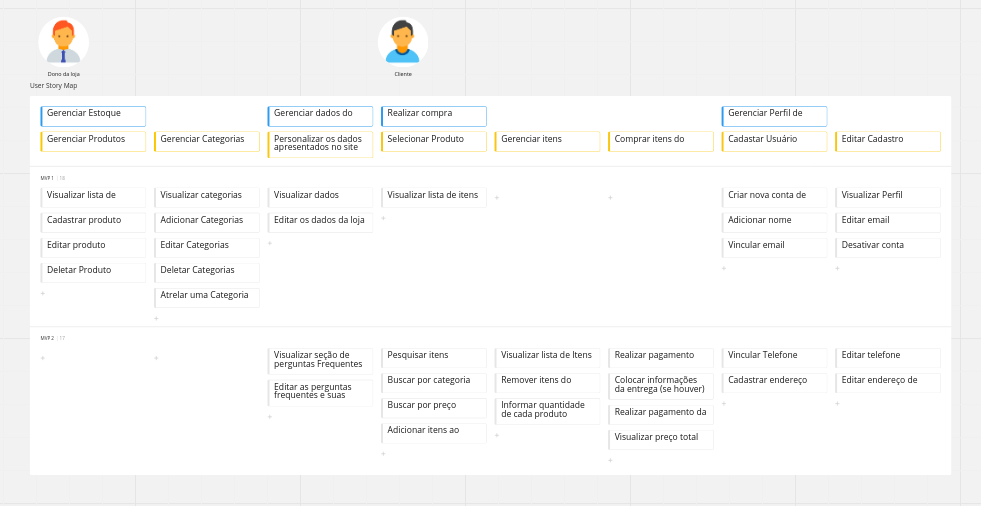 Dono da loja
Cliente
User Story Map
Gerenciar Estoque
Gerenciar dados do
Realizar compra
Gerenciar Perfil de
Gerenciar Produtos
Gerenciar Categorias
Personalizar os dados
apresentados no site
Selecionar Produto
Gerenciar itens
Comprar itens do
Cadastar Usuário
Editar Cadastro
MVP 1 | 18
Visualizar lista de
Visualizar categorias
Visualizar dados
Visualizar lista de itens
Criar nova conta de
Visualizar Perfil
Cadastrar produto
Adicionar Categorias
Editar os dados da loja
Adicionar nome
Editar email
Editar produto
Editar Categorias
Vincular email
Desativar conta
Deletar Produto
Deletar Categorias
Atrelar uma Categoria
MVP 2 | 17
Visualizar seção de
perguntas Frequentes
Pesquisar itens
Visualizar lista de Itens
Realizar pagamento
Vincular Telefone
Editar telefone
Editar as perguntas
frequentes e suas
Buscar por categoria
Remover itens do
Colocar informações
da entrega (se houver)
Cadastrar endereço
Editar endereço de
Buscar por preço
Informar quantidade
de cada produto
Realizar pagamento da
Adicionar itens ao
Visualizar preço total